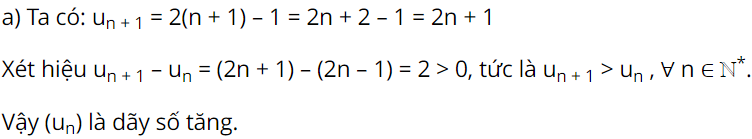 a) Ta có: uₙ ₊ ₁ = 2(n + 1) – 1 = 2n + 2 – 1 = 2n + 1
Xét hiệu uₙ ₊ ₁ – uₙ = (2n + 1) – (2n – 1) = 2 > 0, tức là uₙ ₊ ₁ > uₙ , ∀ n ∈ ℕ*.
Vậy (uₙ) là dãy số tăng.